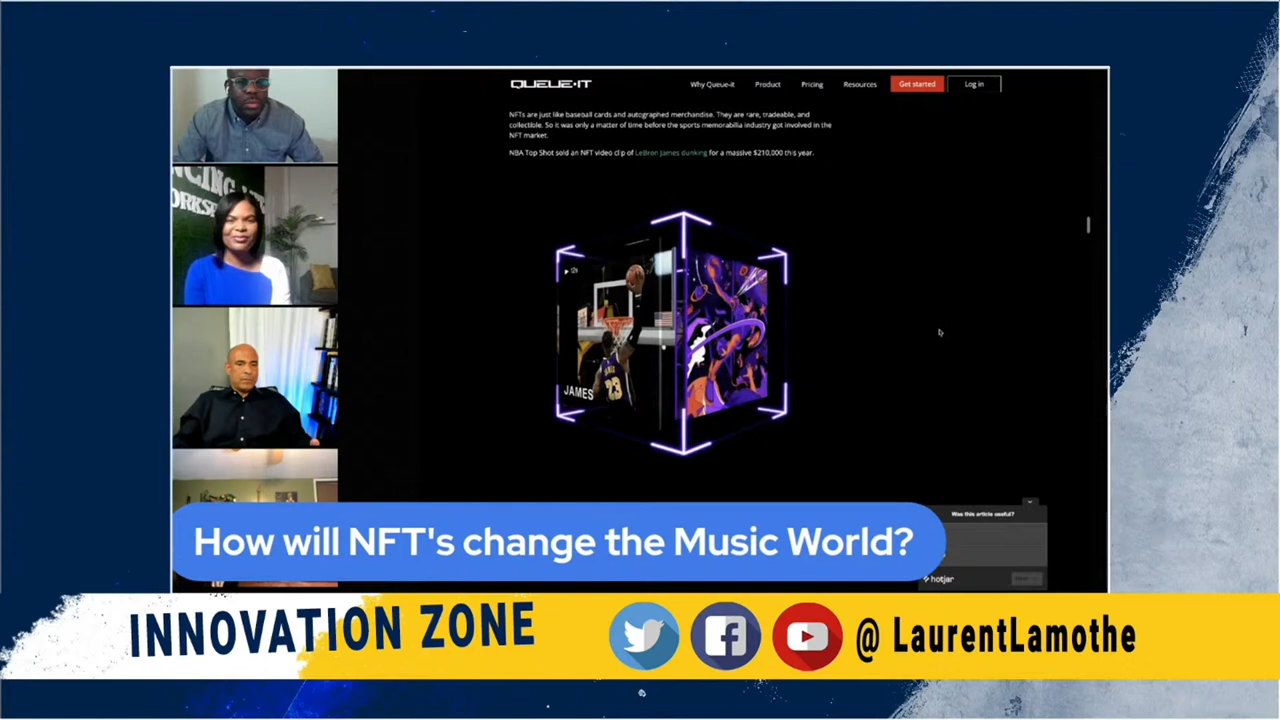 QUEUE-IT
Why Queue-it
Product
Pricing
Resources
Get started
Log in
NFTs are just like baseball cards and autographed merchandise. They are rare, tradeable, and
collectible. So it was only a matter of time before the sports memorabilia industry got involved in the
NFT market.
NBA Top Shot sold an NFT video clip of LeBron James dunking for a massive $210,000 this year.
JAMES
23
How will NFT's change the Music World?
Was this article useful?
hotjar
INNOVATION ZONE
@ LaurentLamothe